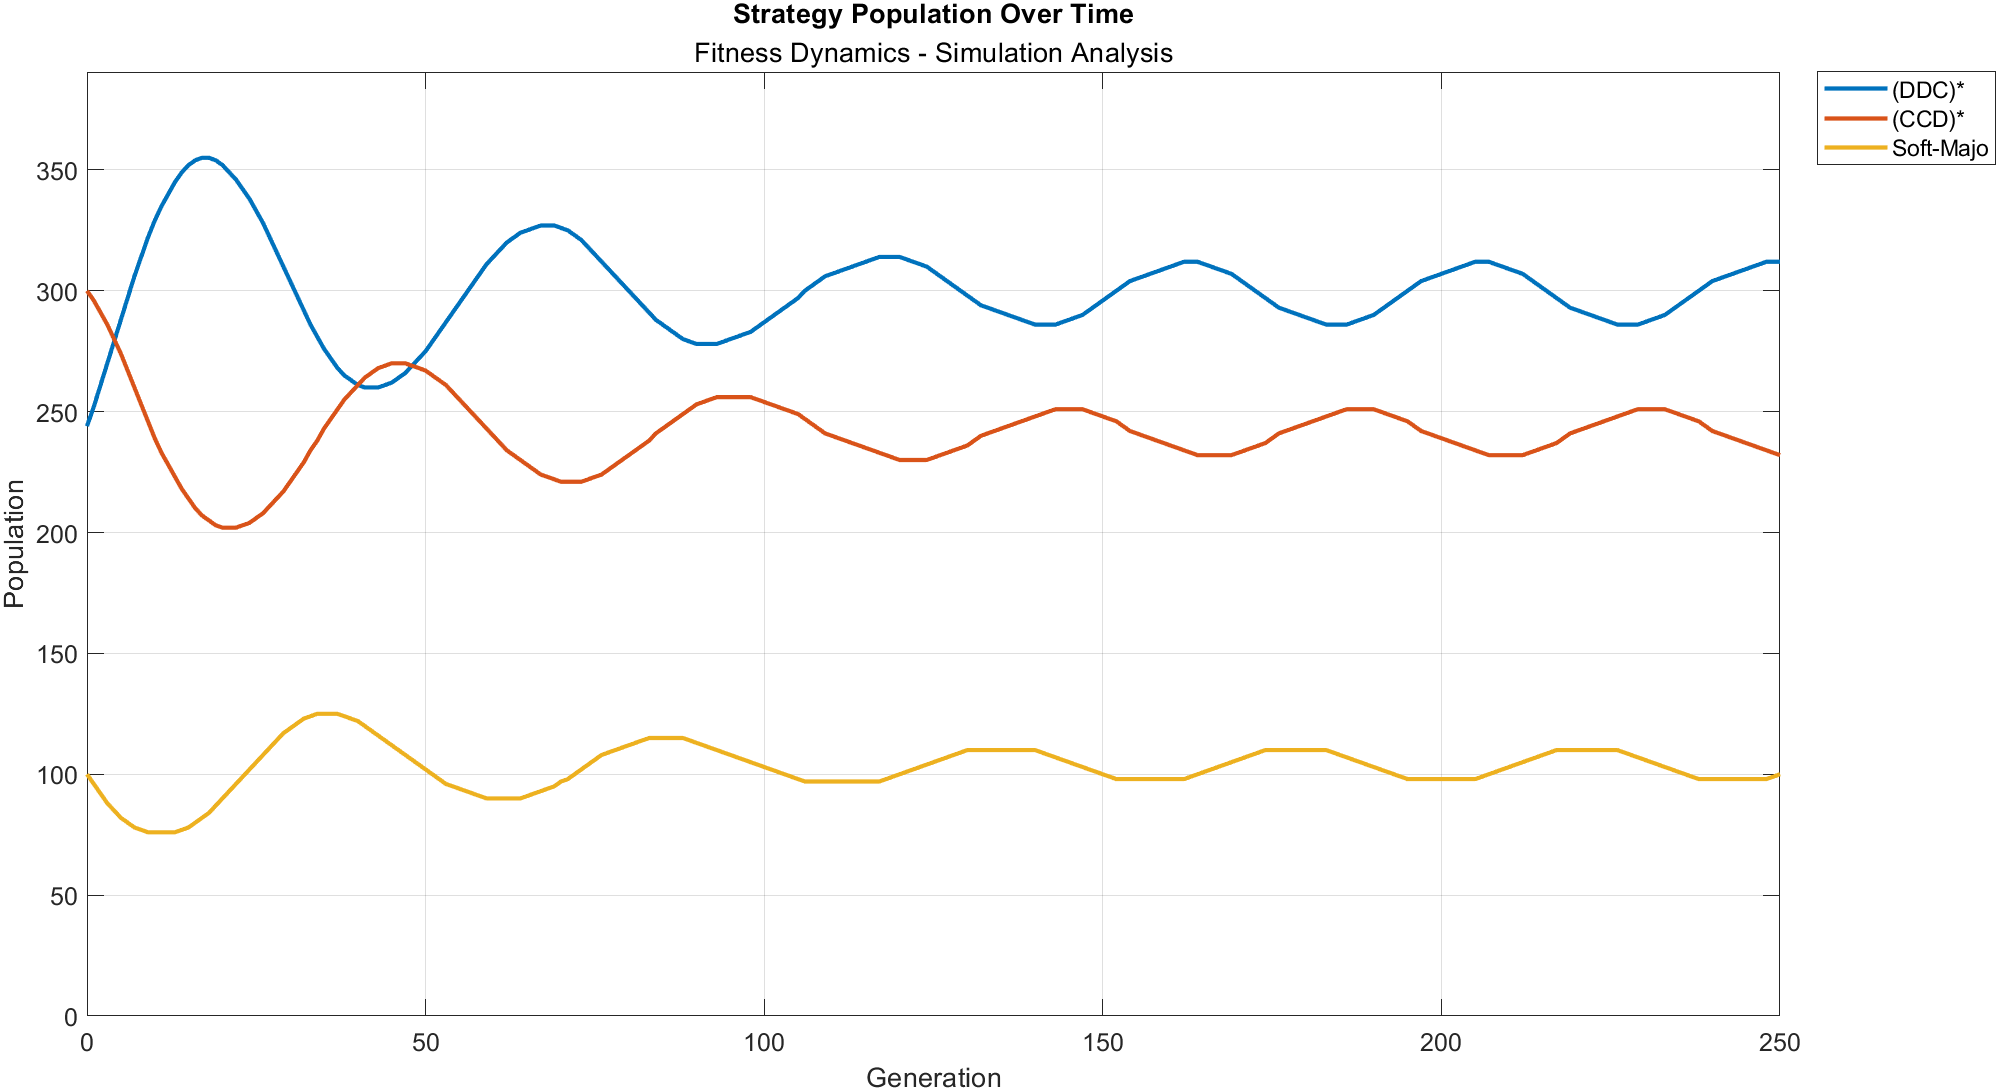 Strategy Population Over Time
Fitness Dynamics - Simulation Analysis
(DDC)*
(CCD)*
Soft-Majo
350
300
250
200
150
100
50
0
Population
0 50 100 150 200 250
Generation